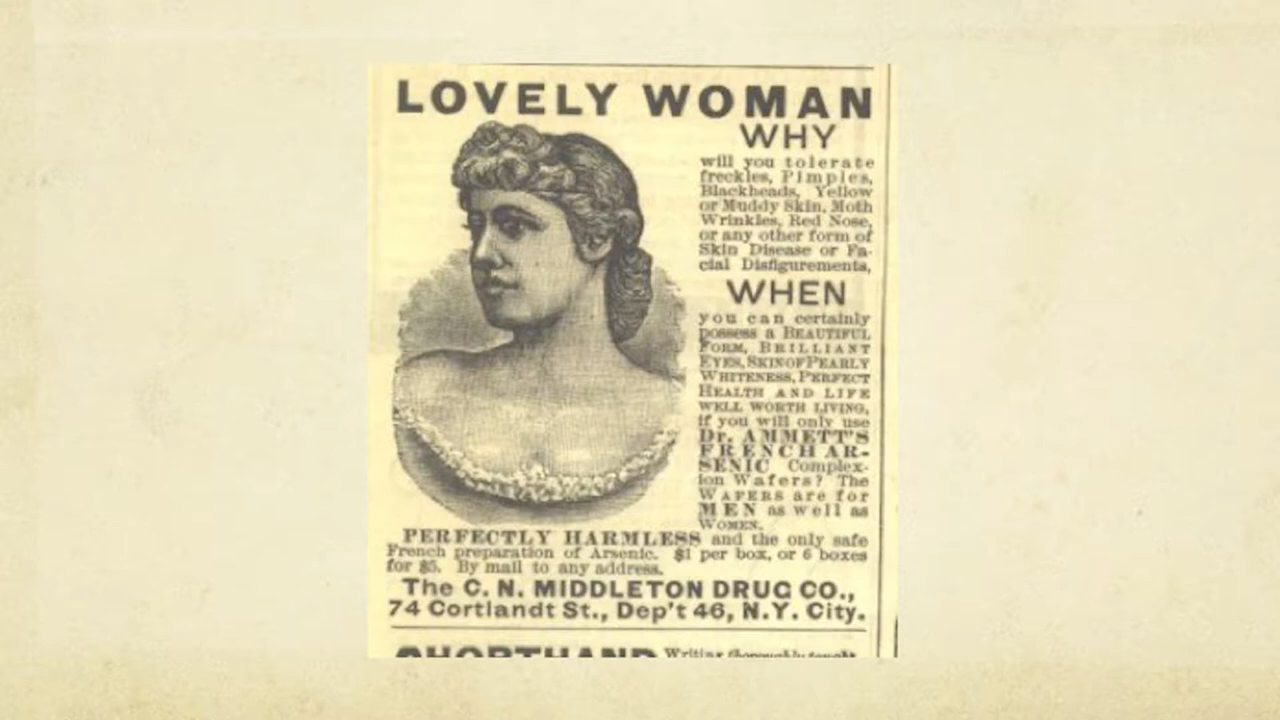 LOVELY WOMAN
WHY
will you tolerate
freckles, Pimples,
Blackheads, Yellow
or Muddy Skin, Moth
Wrinkles, Red Nose,
or any other form of
Skin Disease or Fa-
cial Disfigurements,
WHEN
you can certainly
possess a BEAUTIFUL
FORM, BRILLIANT
EYES, SKIN OF PEARLY
WHITENESS, PERFECT
HEALTH AND LIFE
WELL WORTH LIVING,
if you will only use
Dr. AMMETT'S
FRENCH AR-
SENIC Complex-
ion Wafers? The
WAFERS are for
MEN as well as
WOMEN.
PERFECTLY HARMLESS and the only safe
French preparation of Arsenic. $1 per box, or 6 boxes
for $5. By mail to any address.
The C. N. MIDDLETON DRUG CO.,
74 Cortlandt St., Dep't 46, N.Y. City.
SHORTHAND Writing thoroughly taught